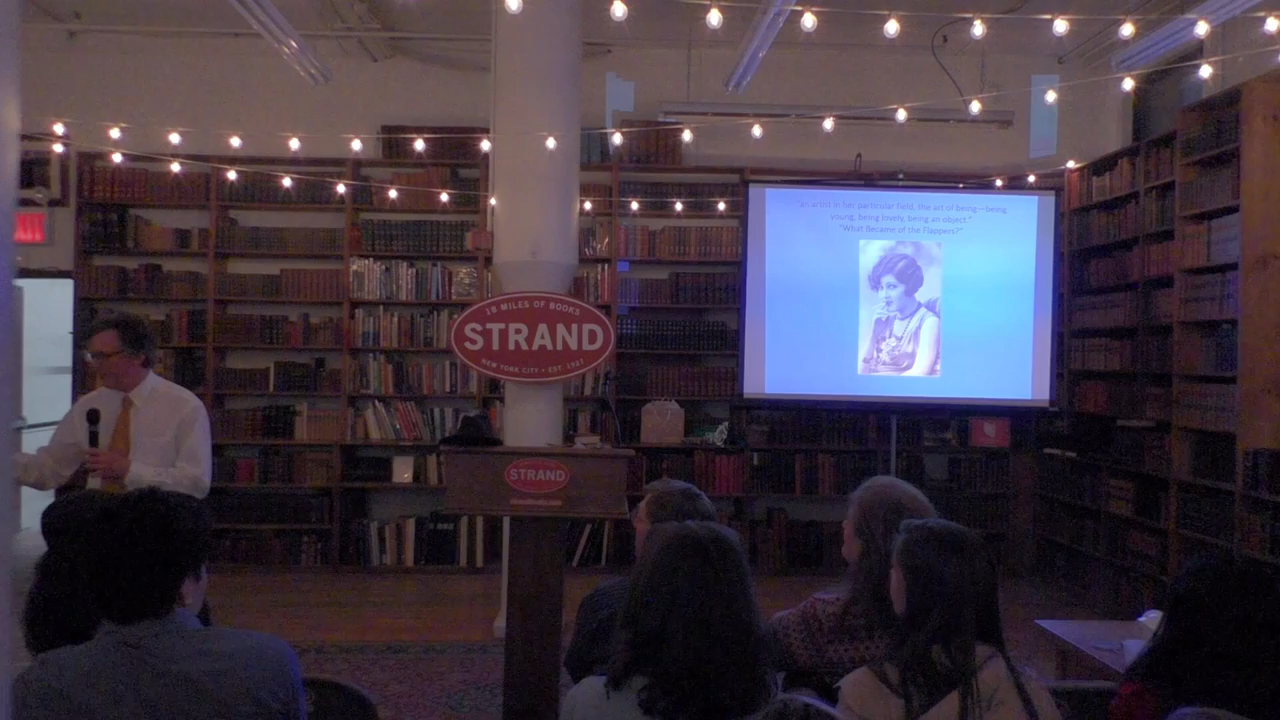 "an artist in her particular field, the art of being—being
young, being lovely, being an object."
"What Became of the Flappers?"
18 MILES OF BOOKS
STRAND
NEW YORK CITY • EST. 1927
STRAND